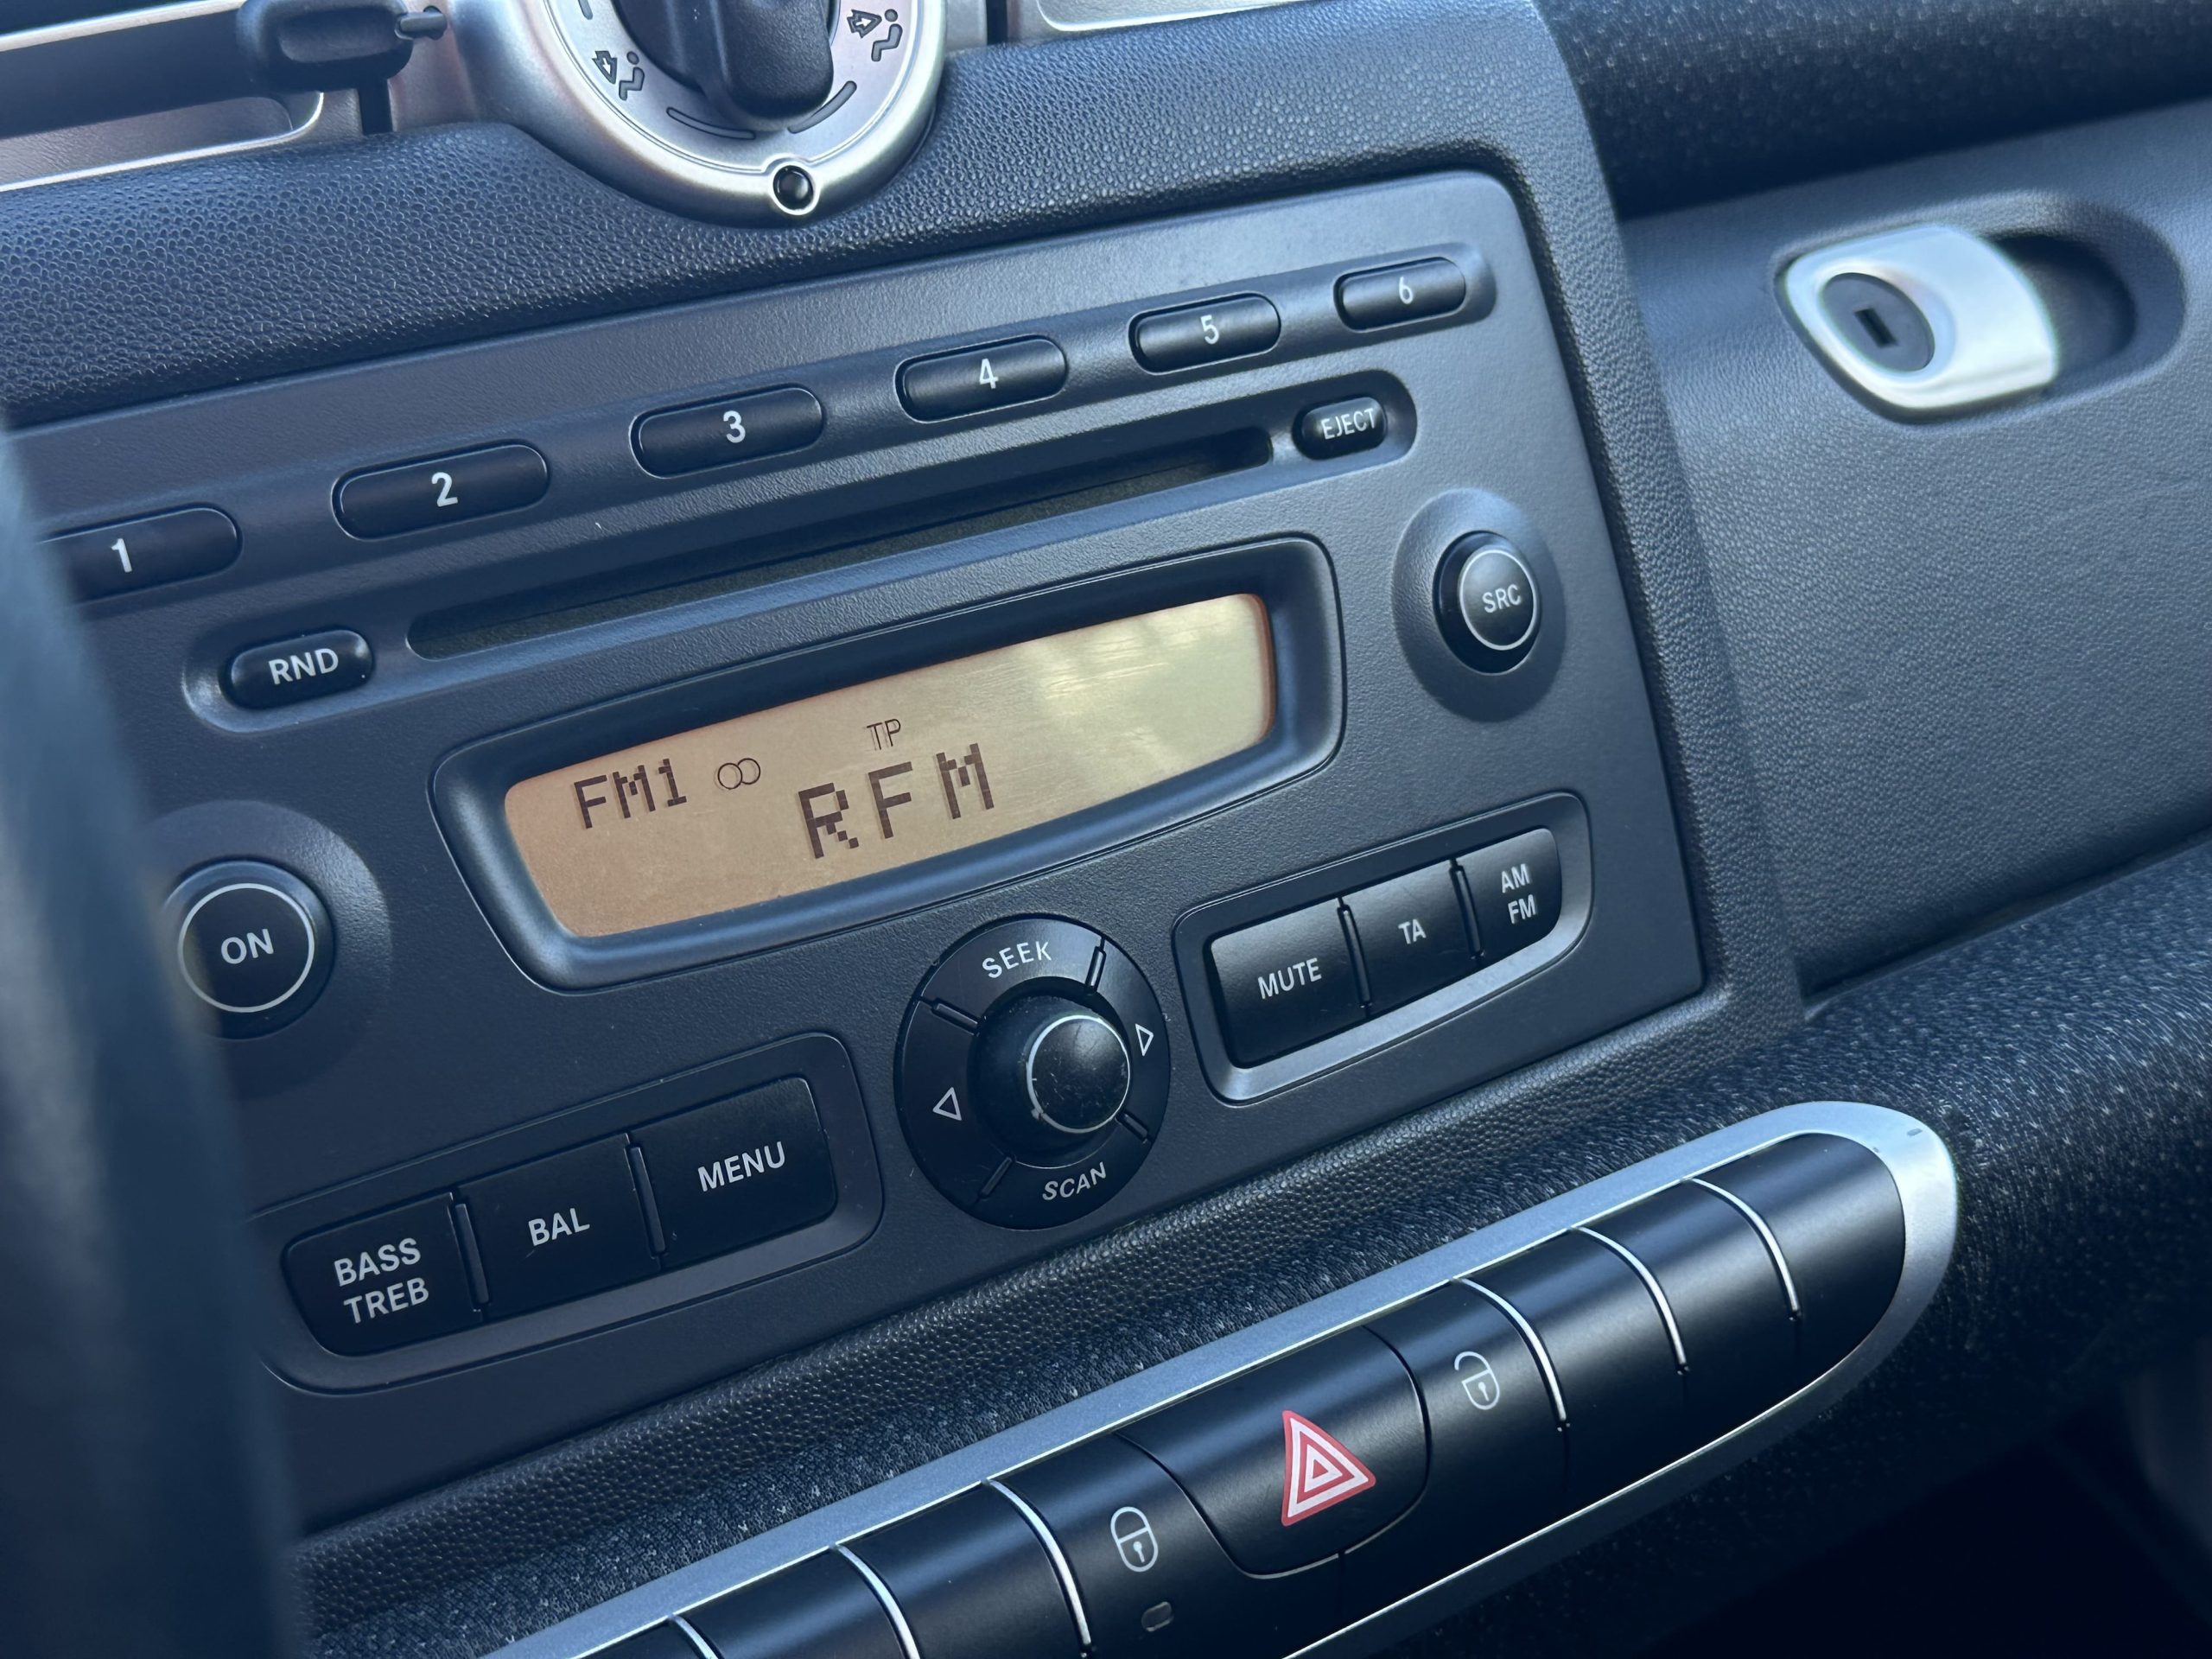 1
2
3
4
5
6
EJECT
RND
SRC
TP
FM1
RFM
ON
SEEK
SCAN
MUTE
TA
AM
FM
BASS
TREB
BAL
MENU